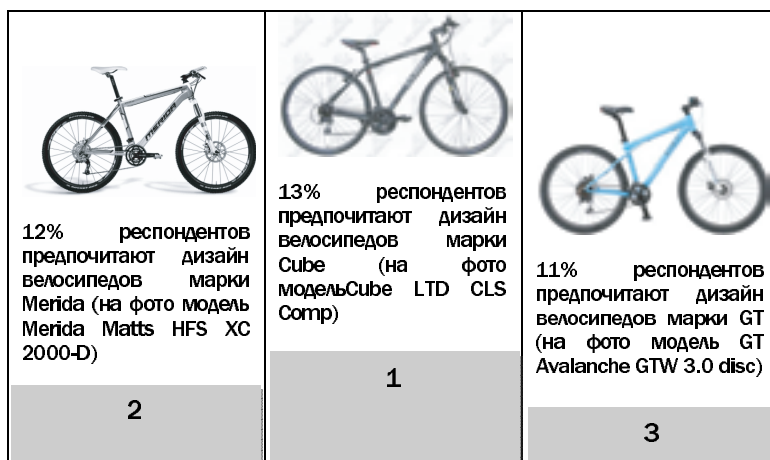 12% респондентов
предпочитают дизайн
велосипедов марки
Merida (на фото модель
Merida Matts HFS XC
2000-D)
2
13% респондентов
предпочитают дизайн
велосипедов марки
Cube (на фото
модельCube LTD CLS
Comp)
1
11% респондентов
предпочитают дизайн
велосипедов марки GT
(на фото модель GT
Avalanche GTW 3.0 disc)
3
MERIDA